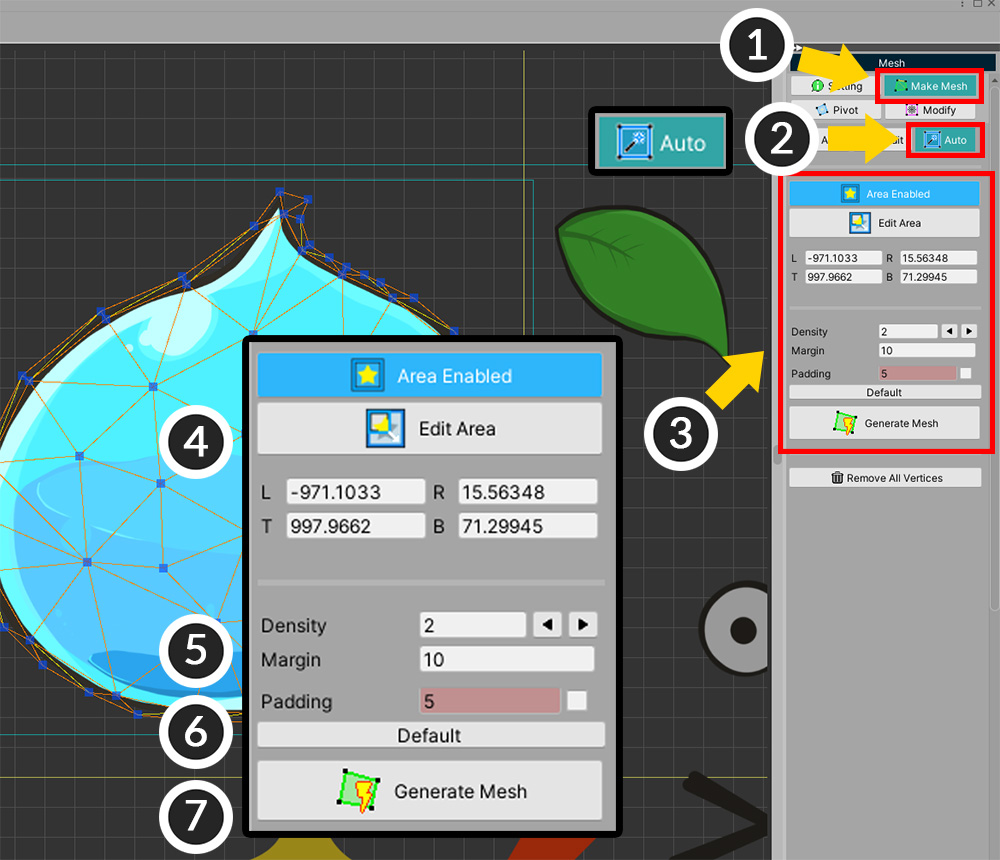 1
Mesh
Setting Make Mesh
Pivot Modify
2
Auto
Auto
Area Enabled
Edit Area
L -971.1033 R 15.56348
T 997.9662 B 71.29945
Density 2
Margin 10
Padding 5
Default
Generate Mesh
Remove All Vertices
3
Area Enabled
4
Edit Area
L -971.1033 R 15.56348
T 997.9662 B 71.29945
Density 2
5
Margin 10
Padding 5
6
Default
7
Generate Mesh